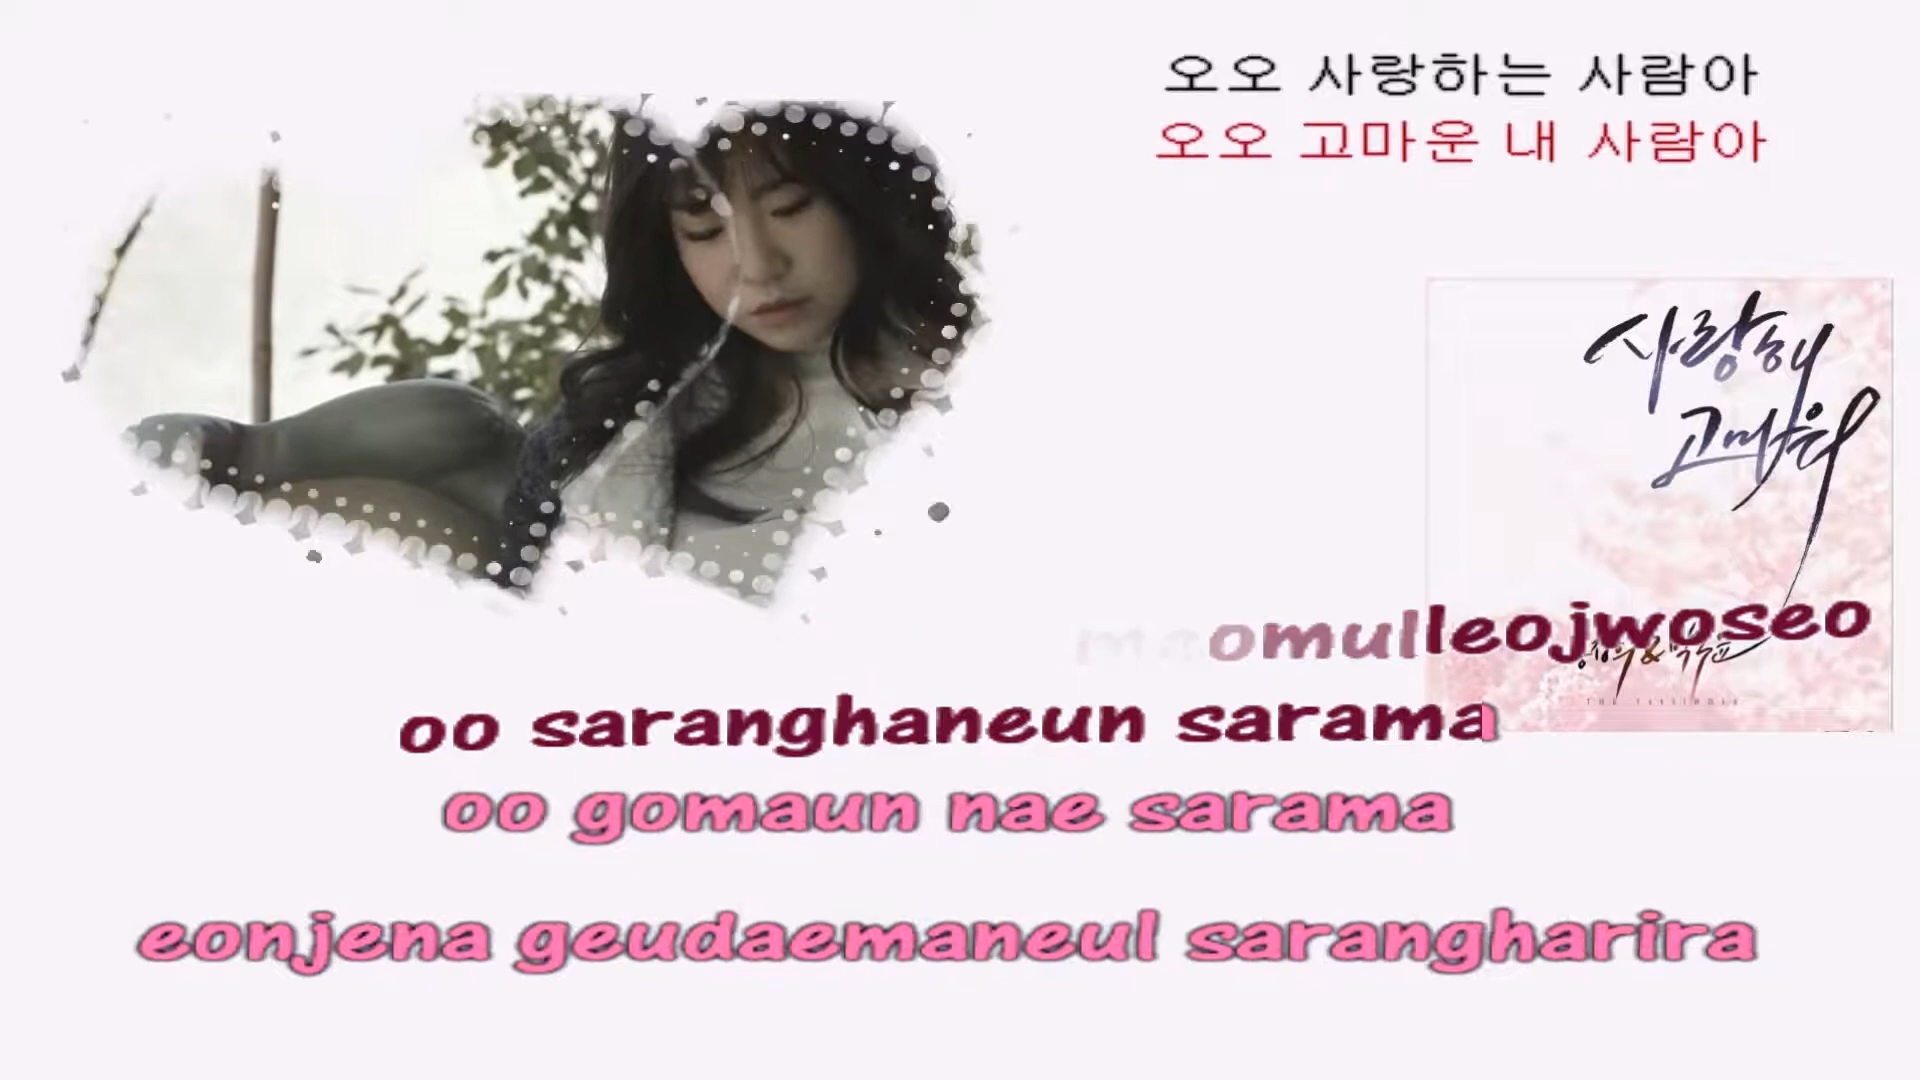 오오 사랑하는 사람아
오오 고마운 내 사람아
사랑해
고마워
omulleojwoseo
oo saranghaneun sarama
oo gomaun nae sarama
eonjena geudaemaneul sarangharira